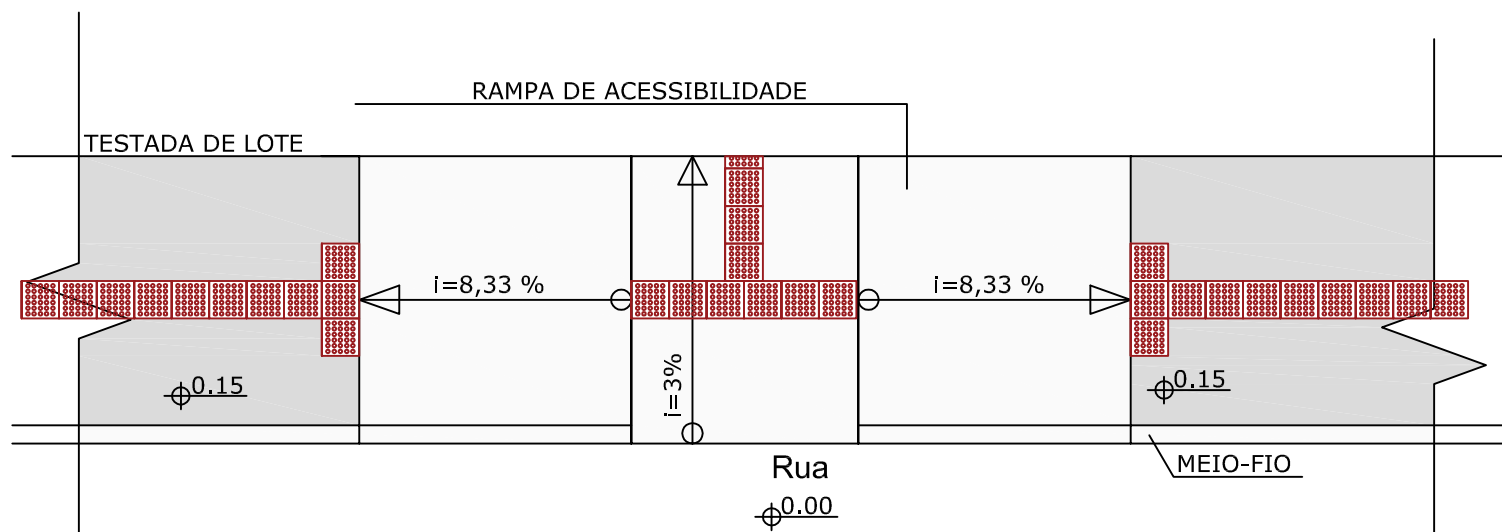 RAMPA DE ACESSIBILIDADE
TESTADA DE LOTE
i=8,33 %
i=8,33 %
i=3%
0.15
0.15
MEIO-FIO
Rua
0.00